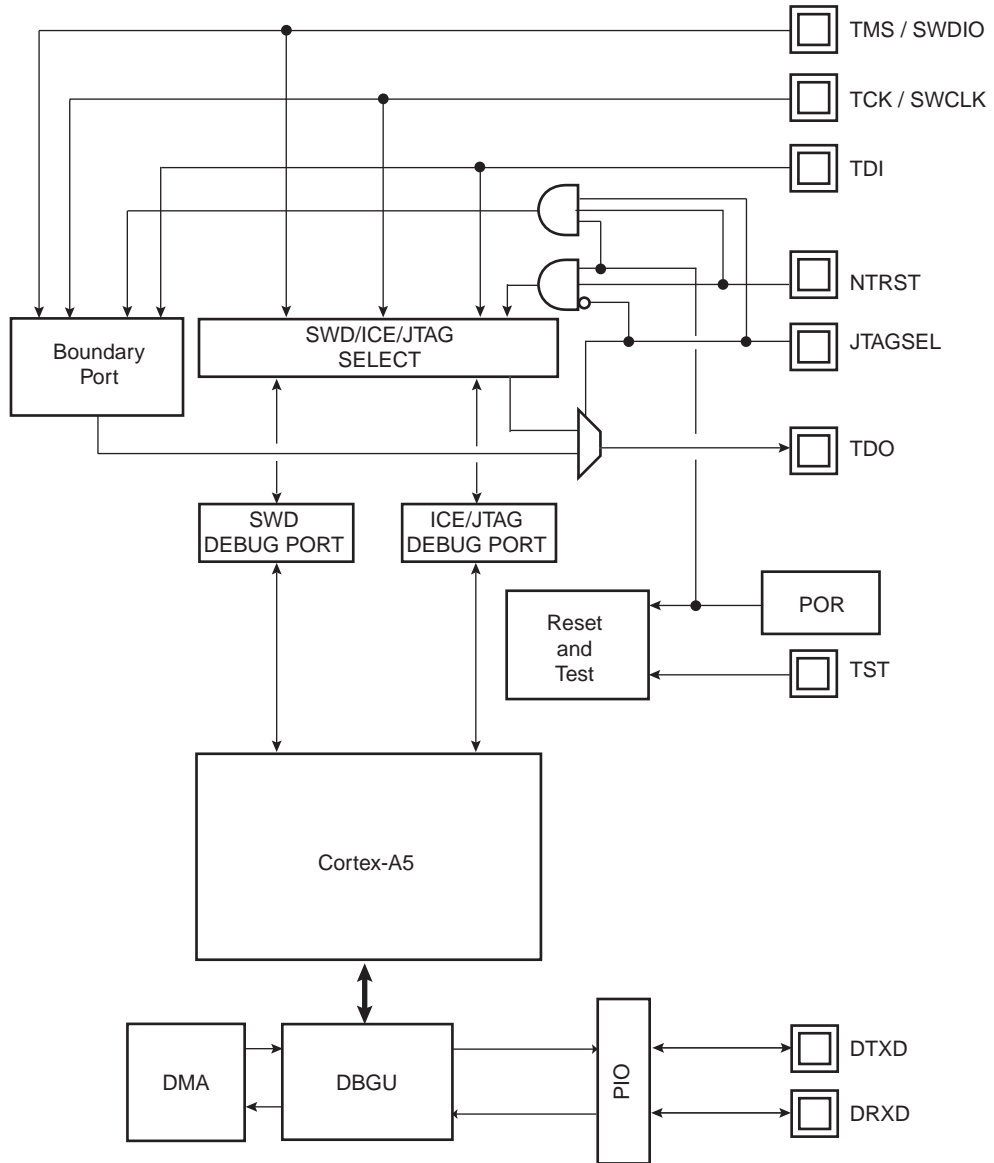 TMS / SWDIO
TCK / SWCLK
TDI
NTRST
SWD/ICE/JTAG
SELECT
JTAGSEL
Boundary
Port
TDO
SWD
DEBUG PORT
ICE/JTAG
DEBUG PORT
POR
Reset
and
Test
TST
Cortex-A5
DTXD
DMA
DBGU
PIO
DRXD